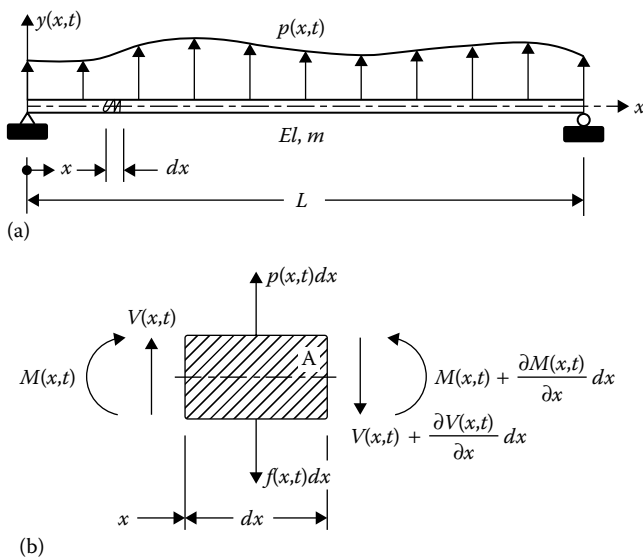 y(x,t)
p(x,t)
x
El, m
x
dx
L
(a)
p(x,t)dx
V(x,t)
A
M(x,t)
M(x,t) + ∂M(x,t)/∂x dx
V(x,t) + ∂V(x,t)/∂x dx
f(x,t)dx
x
dx
(b)